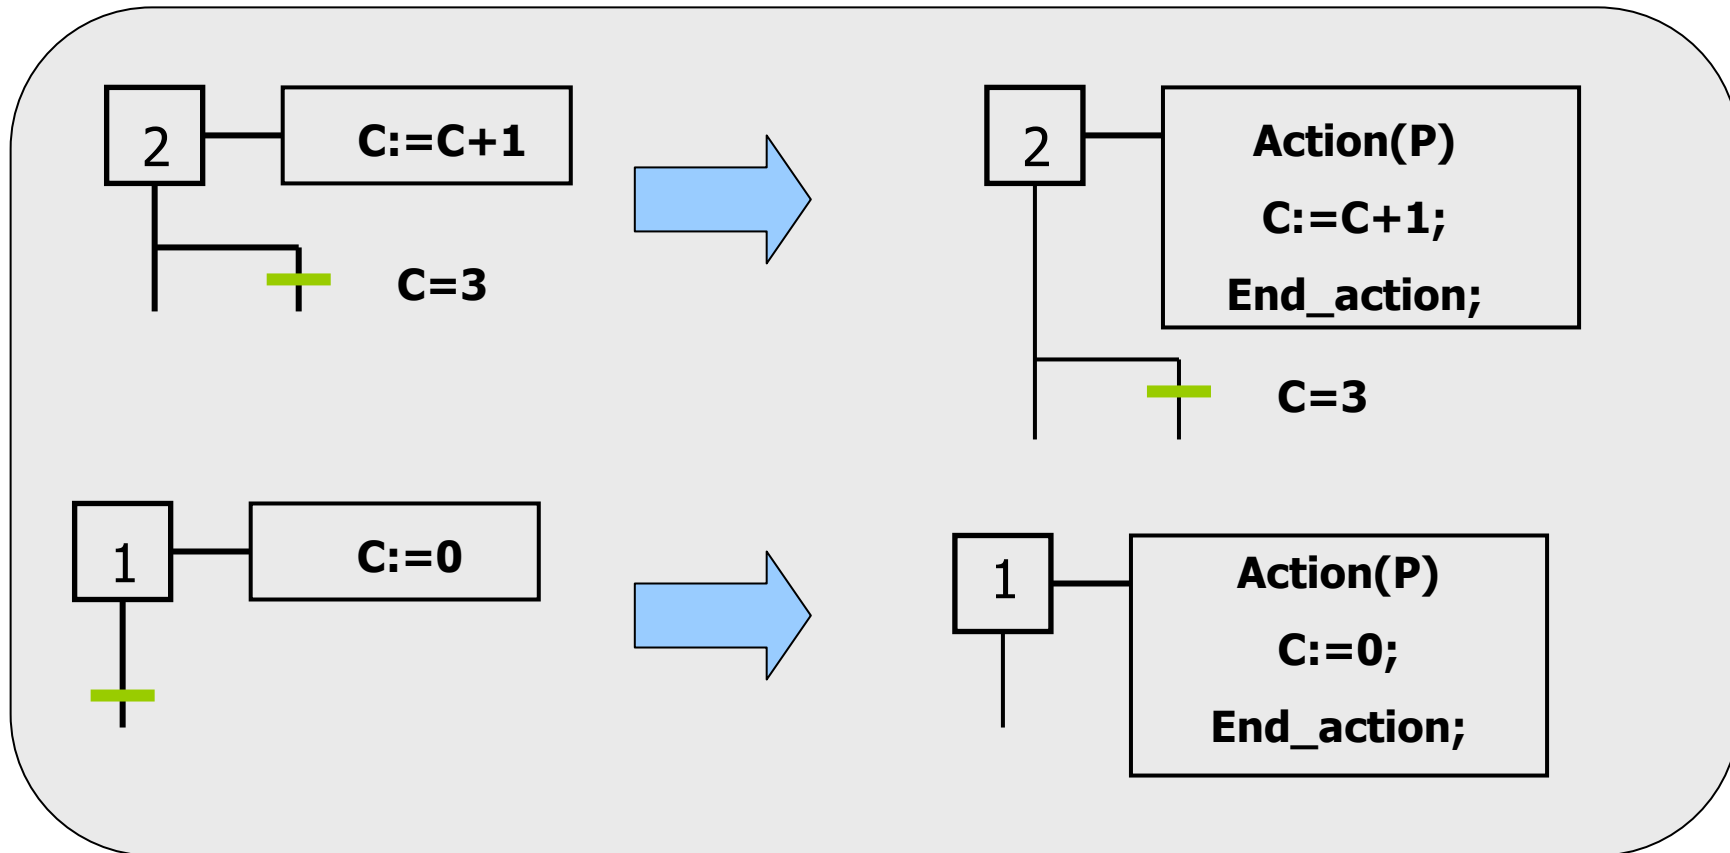 2
C:=C+1
C=3
2
Action(P)
C:=C+1;
End_action;
C=3
1
C:=0
1
Action(P)
C:=0;
End_action;